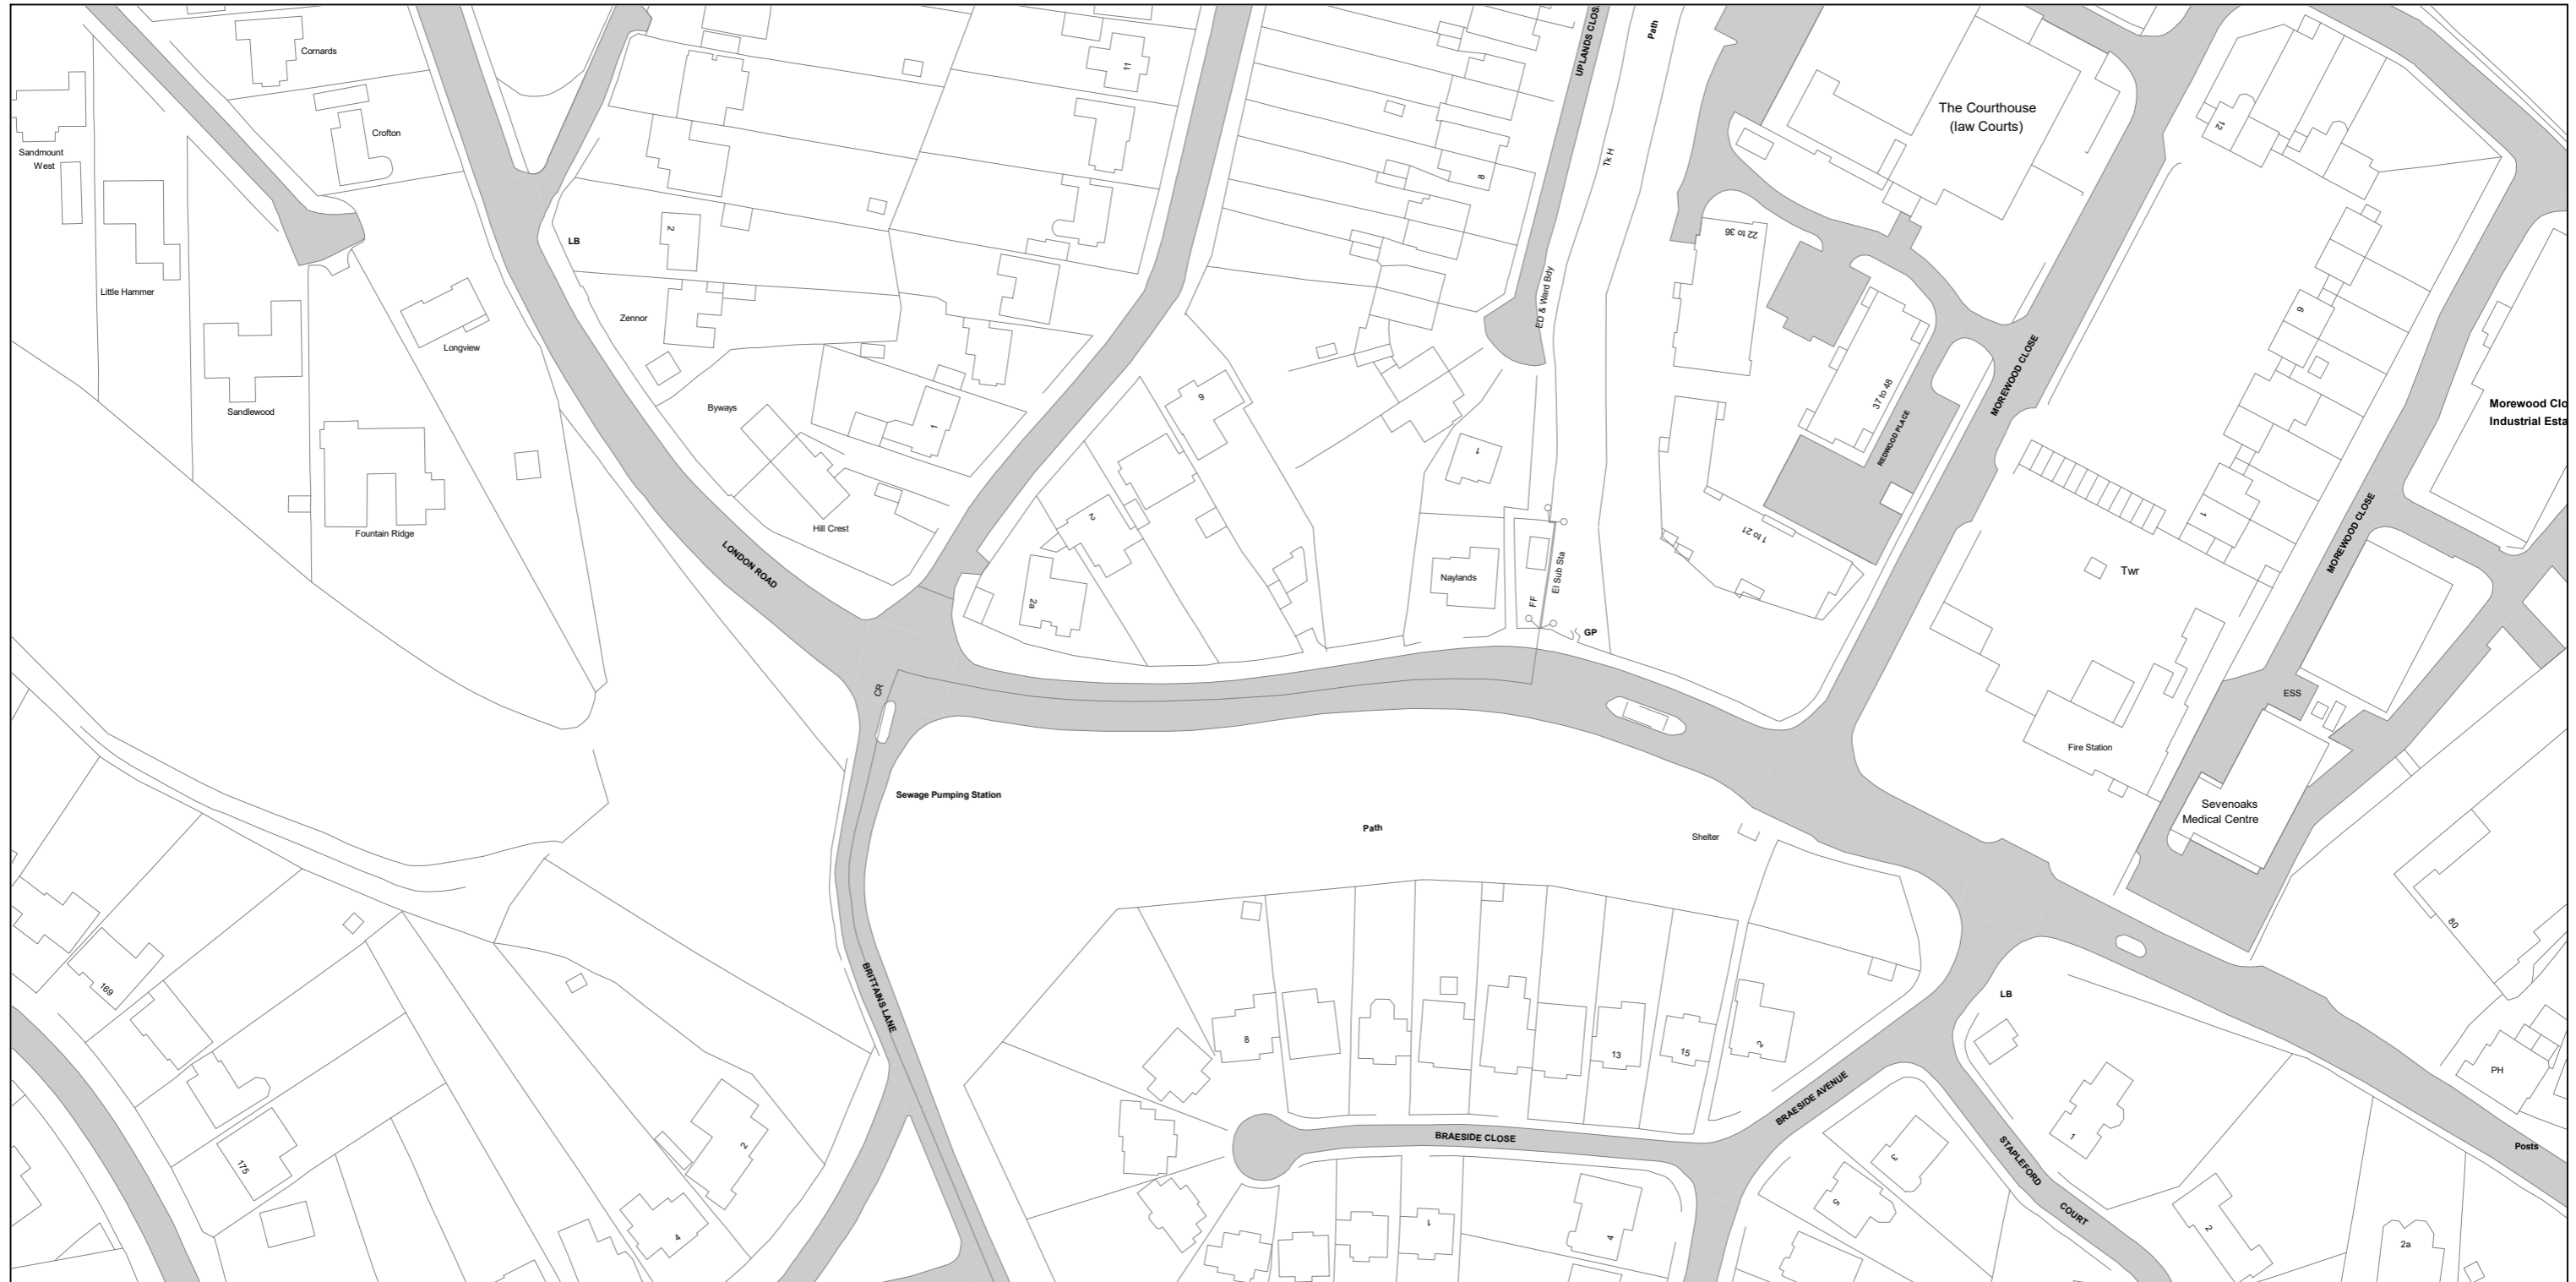 UPLANDS CLOS
Path
Cornards
11
The Courthouse
(law Courts)
Crofton
12
Sandmount
West
Tk H
8
2
22 to 36
LB
Little Hammer
ED & Ward Bdy
Zennor
9
Longview
MOREWOOD CLOSE
37 to 48
Sandlewood
Byways
9
Morewood Clo
Industrial Esta
1
REDWOOD PLACE
1
Fountain Ridge
Hill Crest
2
1 to 21
1
MOREWOOD CLOSE
LONDON ROAD
Naylands
El Sub Sta
Twr
2a
FF
GP
CR
ESS
Fire Station
Sewage Pumping Station
Sevenoaks
Medical Centre
Path
Shelter
80
169
BRITTAINS LANE
LB
8
13
15
2
PH
BRAESIDE AVENUE
1
BRAESIDE CLOSE
2
175
3
STAPLEFORD
COURT
Posts
5
4
1
4
2
2a